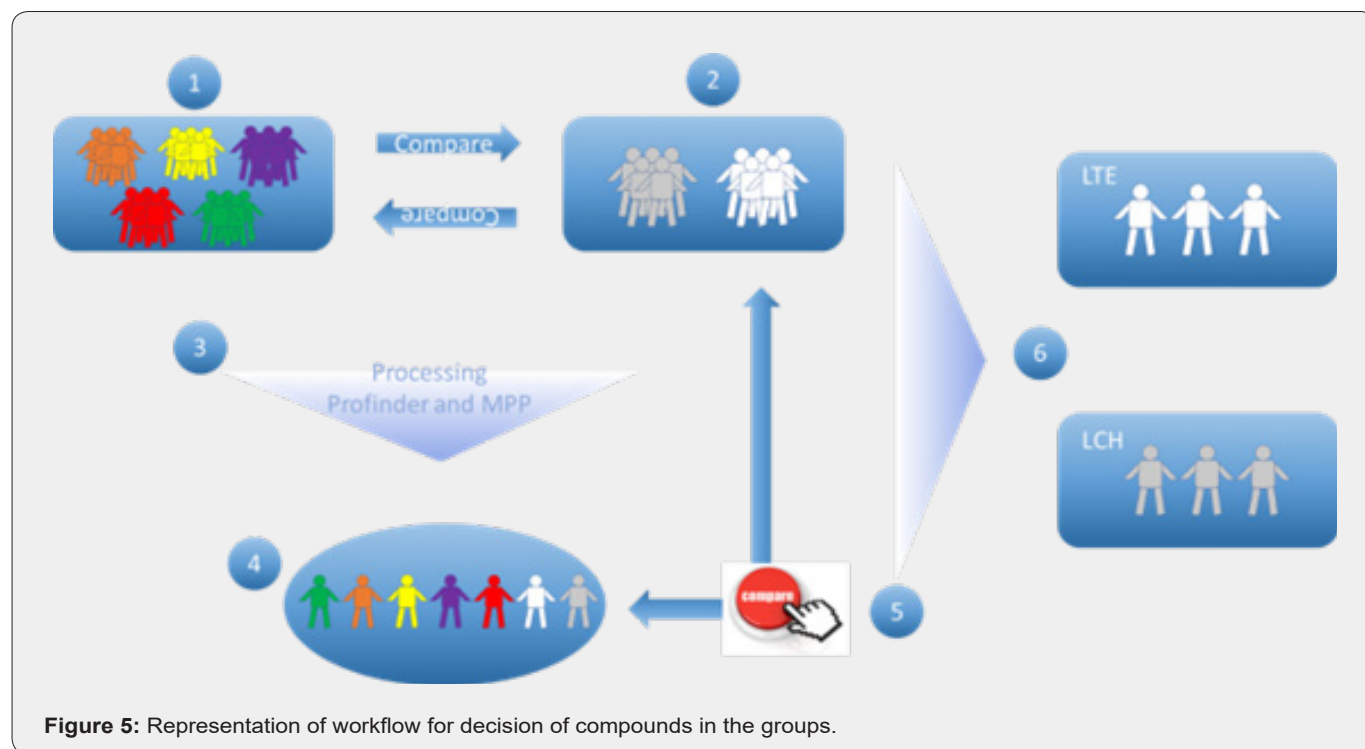 1
2
Compare
Compare
LTE
3
Processing
Profinder and MPP
6
LCH
4
compare
5
Figure 5: Representation of workflow for decision of compounds in the groups.